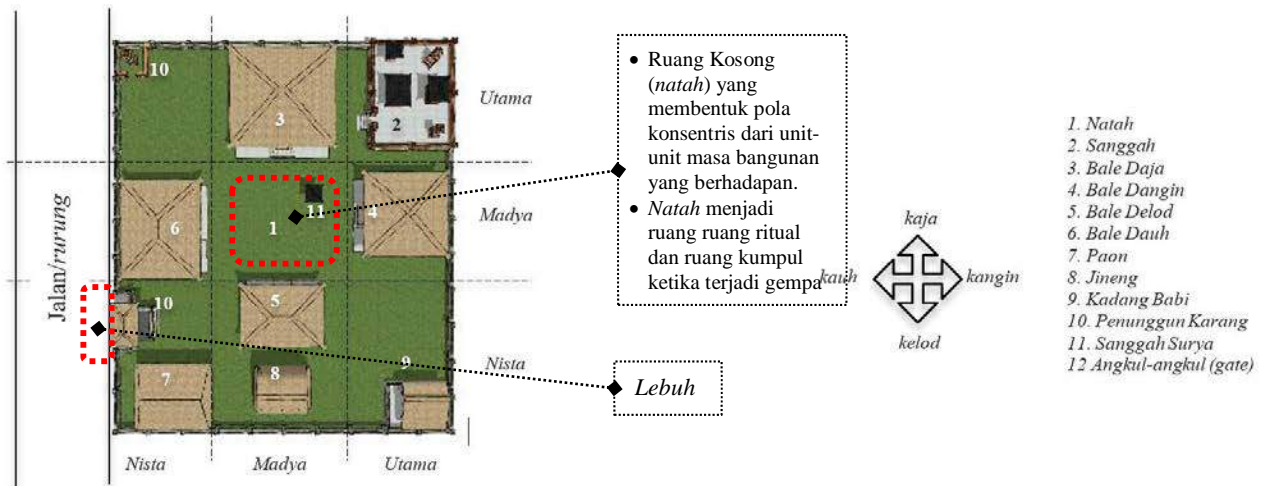 10
3
2
Utama
6
1
11
4
Madya
Jalan/rurung
10
5
7
8
9
Nista
Nista
Madya
Utama
• Ruang Kosong
(natah) yang
membentuk pola
konsentris dari unit-
unit masa bangunan
yang berhadapan.
• Natah menjadi
ruang ruang ritual
dan ruang kumpul
ketika terjadi gempa
Lebuh
kaja
kauh
kangin
kelod
1. Natah
2. Sanggah
3. Bale Daja
4. Bale Dangin
5. Bale Delod
6. Bale Dauh
7. Paon
8. Jineng
9. Kadang Babi
10. Penunggun Karang
11. Sanggah Surya
12 Angkul-angkul (gate)